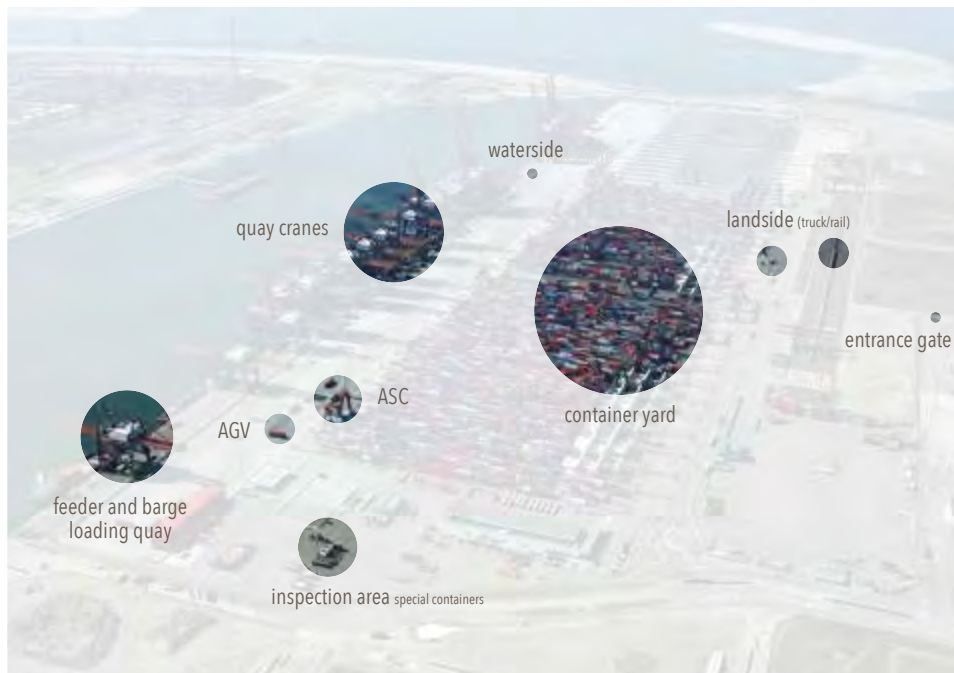 waterside
quay cranes
landside (truck/rail)
entrance gate
ASC
container yard
AGV
feeder and barge
loading quay
inspection area special containers